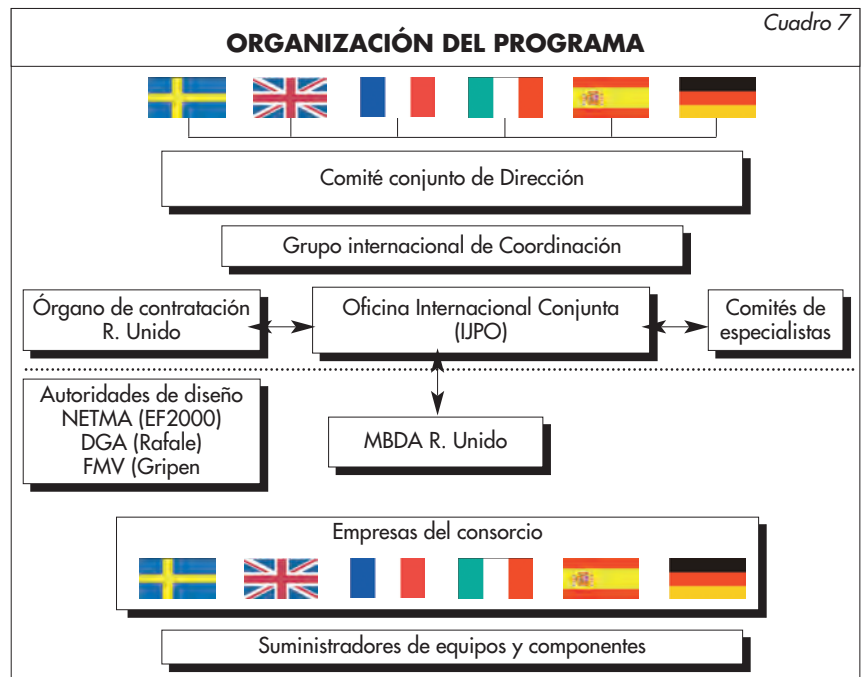 Cuadro 7
ORGANIZACIÓN DEL PROGRAMA
Comité conjunto de Dirección
Grupo internacional de Coordinación
Órgano de contratación
R. Unido
Oficina Internacional Conjunta
(IJPO)
Comités de
especialistas
Autoridades de diseño
NETMA (EF2000)
DGA (Rafale)
FMV (Gripen
MBDA R. Unido
Empresas del consorcio
Suministradores de equipos y componentes